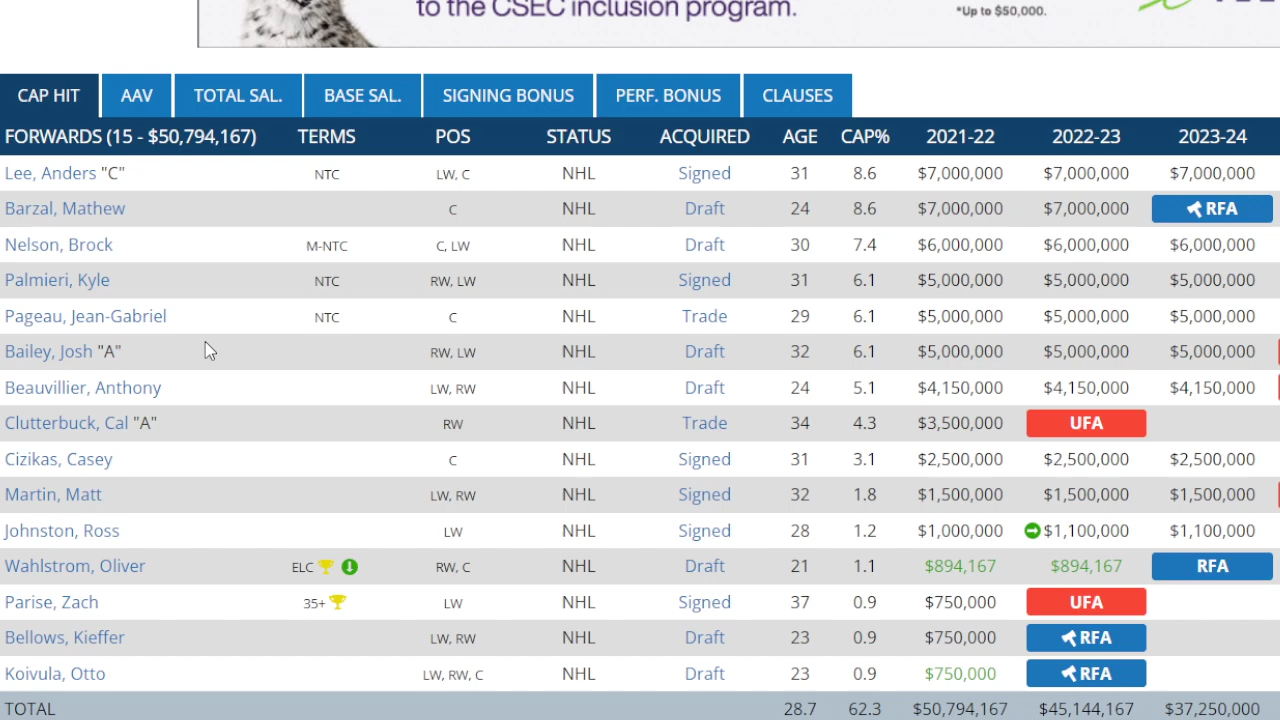 to the CSEC inclusion program.
*Up to $50,000.
CAP HIT AAV TOTAL SAL. BASE SAL. SIGNING BONUS PERF. BONUS CLAUSES
FORWARDS (15 - $50,794,167) TERMS POS STATUS ACQUIRED AGE CAP% 2021-22 2022-23 2023-24
Lee, Anders "C" NTC LW, C NHL Signed 31 8.6 $7,000,000 $7,000,000 $7,000,000
Barzal, Mathew C NHL Draft 24 8.6 $7,000,000 $7,000,000 RFA
Nelson, Brock M-NTC C, LW NHL Draft 30 7.4 $6,000,000 $6,000,000 $6,000,000
Palmieri, Kyle NTC RW, LW NHL Signed 31 6.1 $5,000,000 $5,000,000 $5,000,000
Pageau, Jean-Gabriel NTC C NHL Trade 29 6.1 $5,000,000 $5,000,000 $5,000,000
Bailey, Josh "A" RW, LW NHL Draft 32 6.1 $5,000,000 $5,000,000 $5,000,000
Beauvillier, Anthony LW, RW NHL Draft 24 5.1 $4,150,000 $4,150,000 $4,150,000
Clutterbuck, Cal "A" RW NHL Trade 34 4.3 $3,500,000 UFA
Cizikas, Casey C NHL Signed 31 3.1 $2,500,000 $2,500,000 $2,500,000
Martin, Matt LW, RW NHL Signed 32 1.8 $1,500,000 $1,500,000 $1,500,000
Johnston, Ross LW NHL Signed 28 1.2 $1,000,000 $1,100,000 $1,100,000
Wahlstrom, Oliver ELC RW, C NHL Draft 21 1.1 $894,167 $894,167 RFA
Parise, Zach 35+ LW NHL Signed 37 0.9 $750,000 UFA
Bellows, Kieffer LW, RW NHL Draft 23 0.9 $750,000 RFA
Koivula, Otto LW, RW, C NHL Draft 23 0.9 $750,000 RFA
TOTAL 28.7 62.3 $50,794,167 $45,144,167 $37,250,000